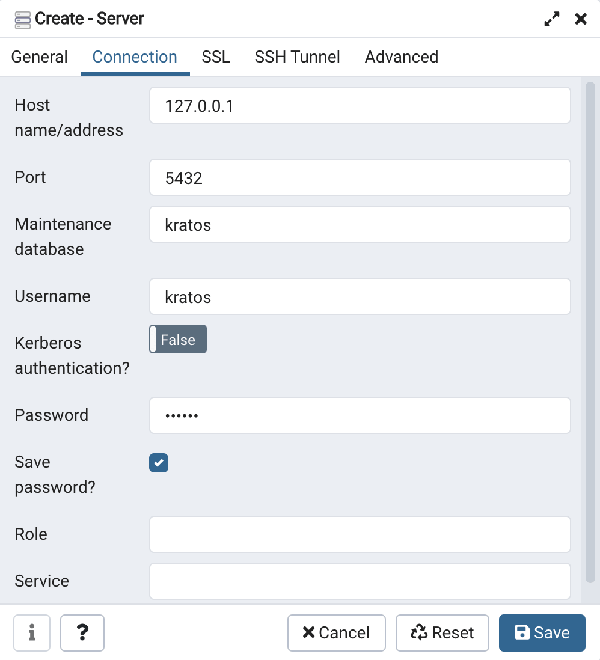 Create - Server
General Connection SSL SSH Tunnel Advanced
Host name/address 127.0.0.1
Port 5432
Maintenance database kratos
Username kratos
Kerberos authentication? False
Password ••••••
Save password?
Role
Service
i ? Cancel Reset Save